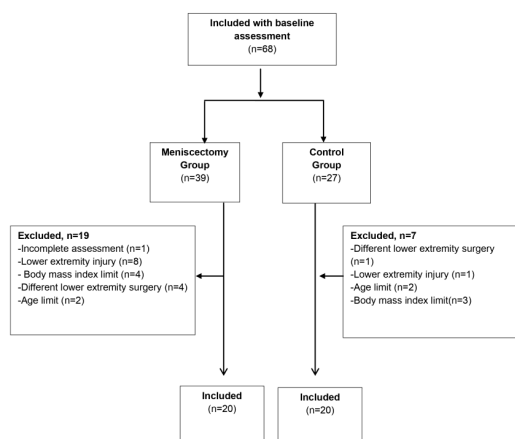 Included with baseline
assessment
(n=68)
Meniscectomy
Group
(n=39)
Control
Group
(n=27)
Excluded, n=19
-Incomplete assessment (n=1)
-Lower extremity injury (n=8)
- Body mass index limit (n=4)
-Different lower extremity surgery (n=4)
-Age limit (n=2)
Excluded, n=7
-Different lower extremity surgery
(n=1)
-Lower extremity injury (n=1)
-Age limit (n=2)
-Body mass index limit(n=3)
Included
(n=20)
Included
(n=20)